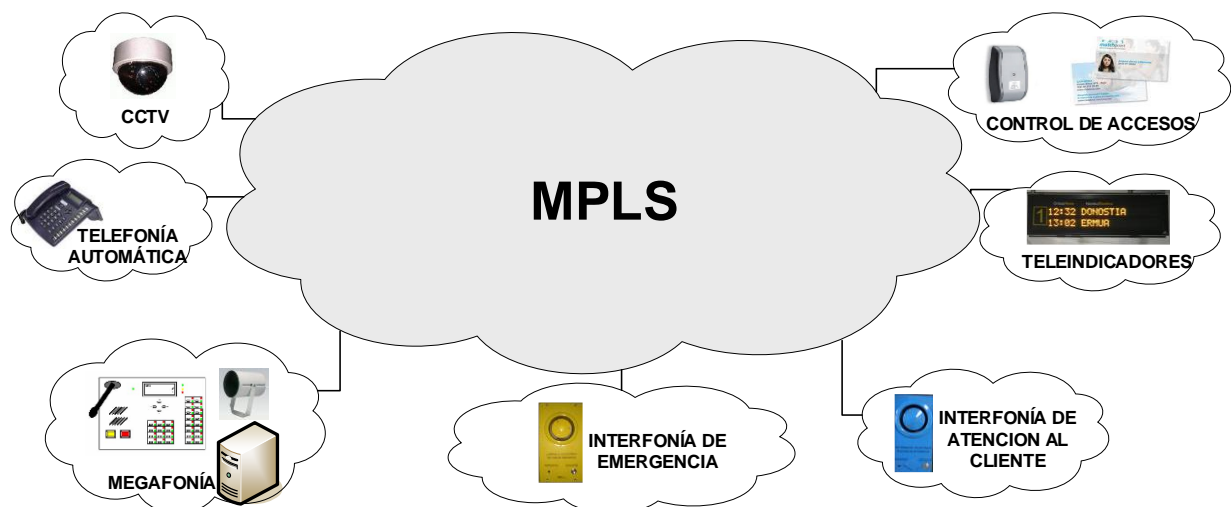 MPLS
CCTV
TELEFONÍA
AUTOMÁTICA
MEGAFONÍA
INTERFONÍA DE
EMERGENCIA
INTERFONÍA DE
ATENCION AL
CLIENTE
CONTROL DE ACCESOS
1
12:32 DONOSTIA
13:02 ERMUA
TELEINDICADORES